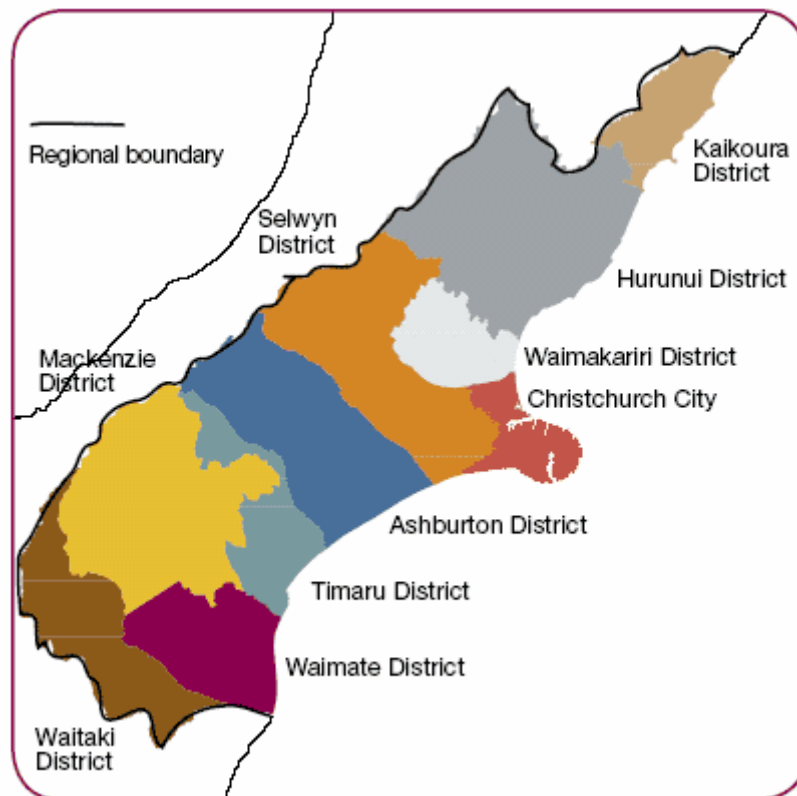 Regional boundary
Kaikoura
District
Selwyn
District
Hurunui District
Mackenzie
District
Waimakariri District
Christchurch City
Ashburton District
Timaru District
Waimate District
Waitaki
District